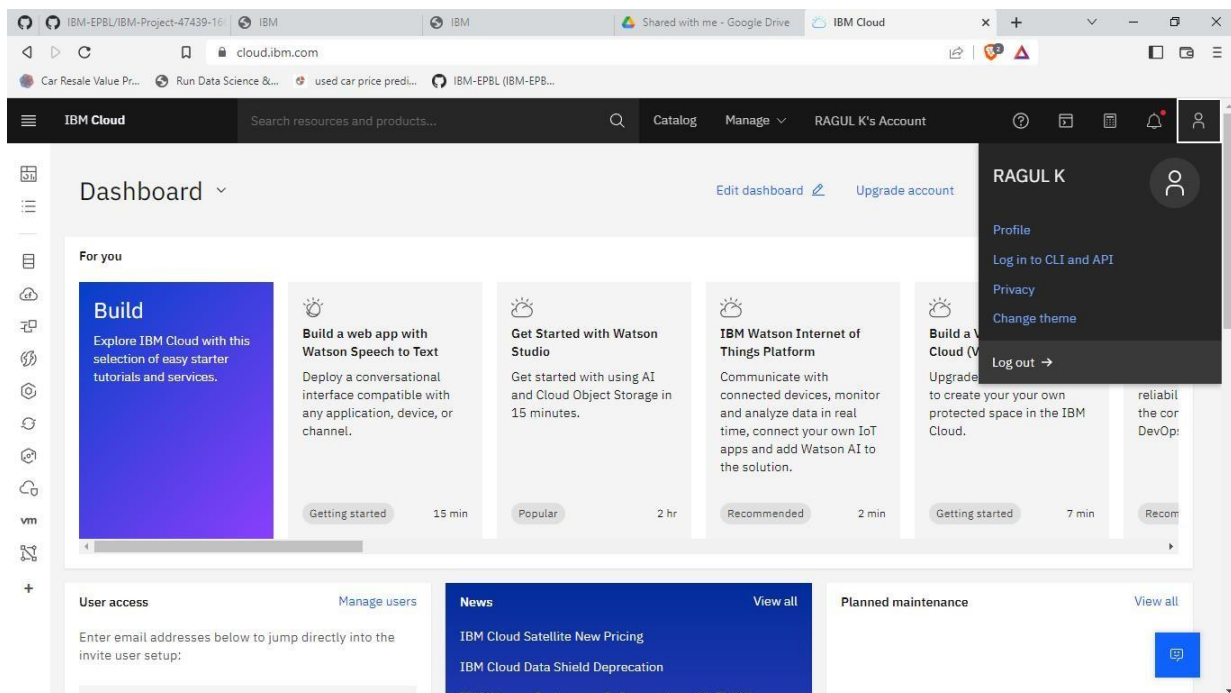 IBM-EPBL/IBM-Project-47439-16
IBM
IBM
Shared with me - Google Drive
IBM Cloud
cloud.ibm.com
Car Resale Value Pr...
Run Data Science &...
used car price predi...
IBM-EPBL (IBM-EPB...
IBM Cloud
Search resources and products...
Catalog
Manage
RAGUL K's Account
RAGUL K
Profile
Log in to CLI and API
Privacy
Change theme
Log out →
Dashboard
Edit dashboard
Upgrade account
For you
Build
Explore IBM Cloud with this
selection of easy starter
tutorials and services.
Build a web app with
Watson Speech to Text
Deploy a conversational
interface compatible with
any application, device, or
channel.
Getting started
15 min
Get Started with Watson
Studio
Get started with using AI
and Cloud Object Storage in
15 minutes.
Popular
2 hr
IBM Watson Internet of
Things Platform
Communicate with
connected devices, monitor
and analyze data in real
time, connect your own IoT
apps and add Watson AI to
the solution.
Recommended
2 min
Build a V
Cloud (V
Upgrade
to create your your own
protected space in the IBM
Cloud.
Getting started
7 min
reliabil
the cor
DevOp
Recom
cf
vm
User access
Manage users
Enter email addresses below to jump directly into the
invite user setup:
News
View all
IBM Cloud Satellite New Pricing
IBM Cloud Data Shield Deprecation
Planned maintenance
View all